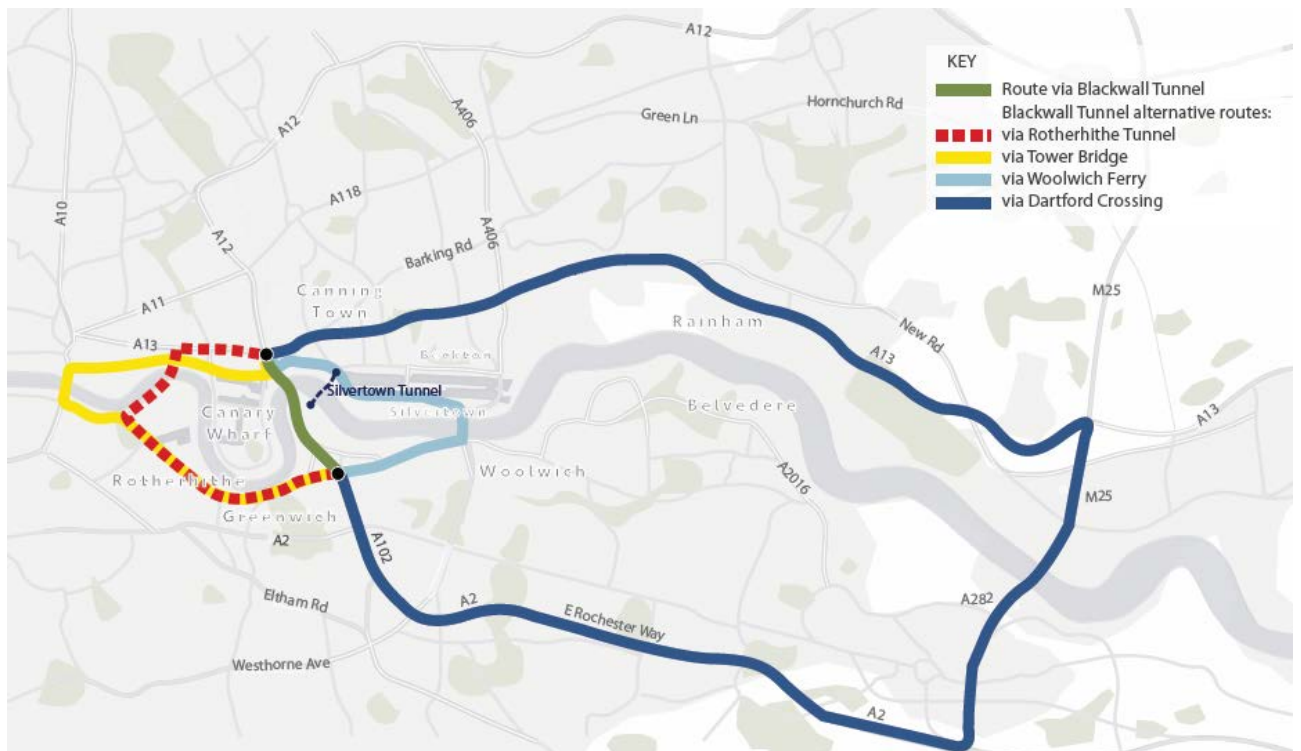 A12
KEY
Route via Blackwall Tunnel
Blackwall Tunnel alternative routes:
via Rotherhithe Tunnel
via Tower Bridge
via Woolwich Ferry
via Dartford Crossing
A406
Green Ln
Hornchurch Rd
A12
A118
A10
A12
A406
Barking Rd
M25
Canning
Town
A11
Rainham
New Rd
A13
A13
Beckton
Silvertown Tunnel
Silvertown
Canary
Wharf
Belvedere
A13
Rotherhithe
Woolwich
A2016
M25
Greenwich
A2
A102
Eltham Rd
A2
E Rochester Way
A282
Westhorne Ave
A2